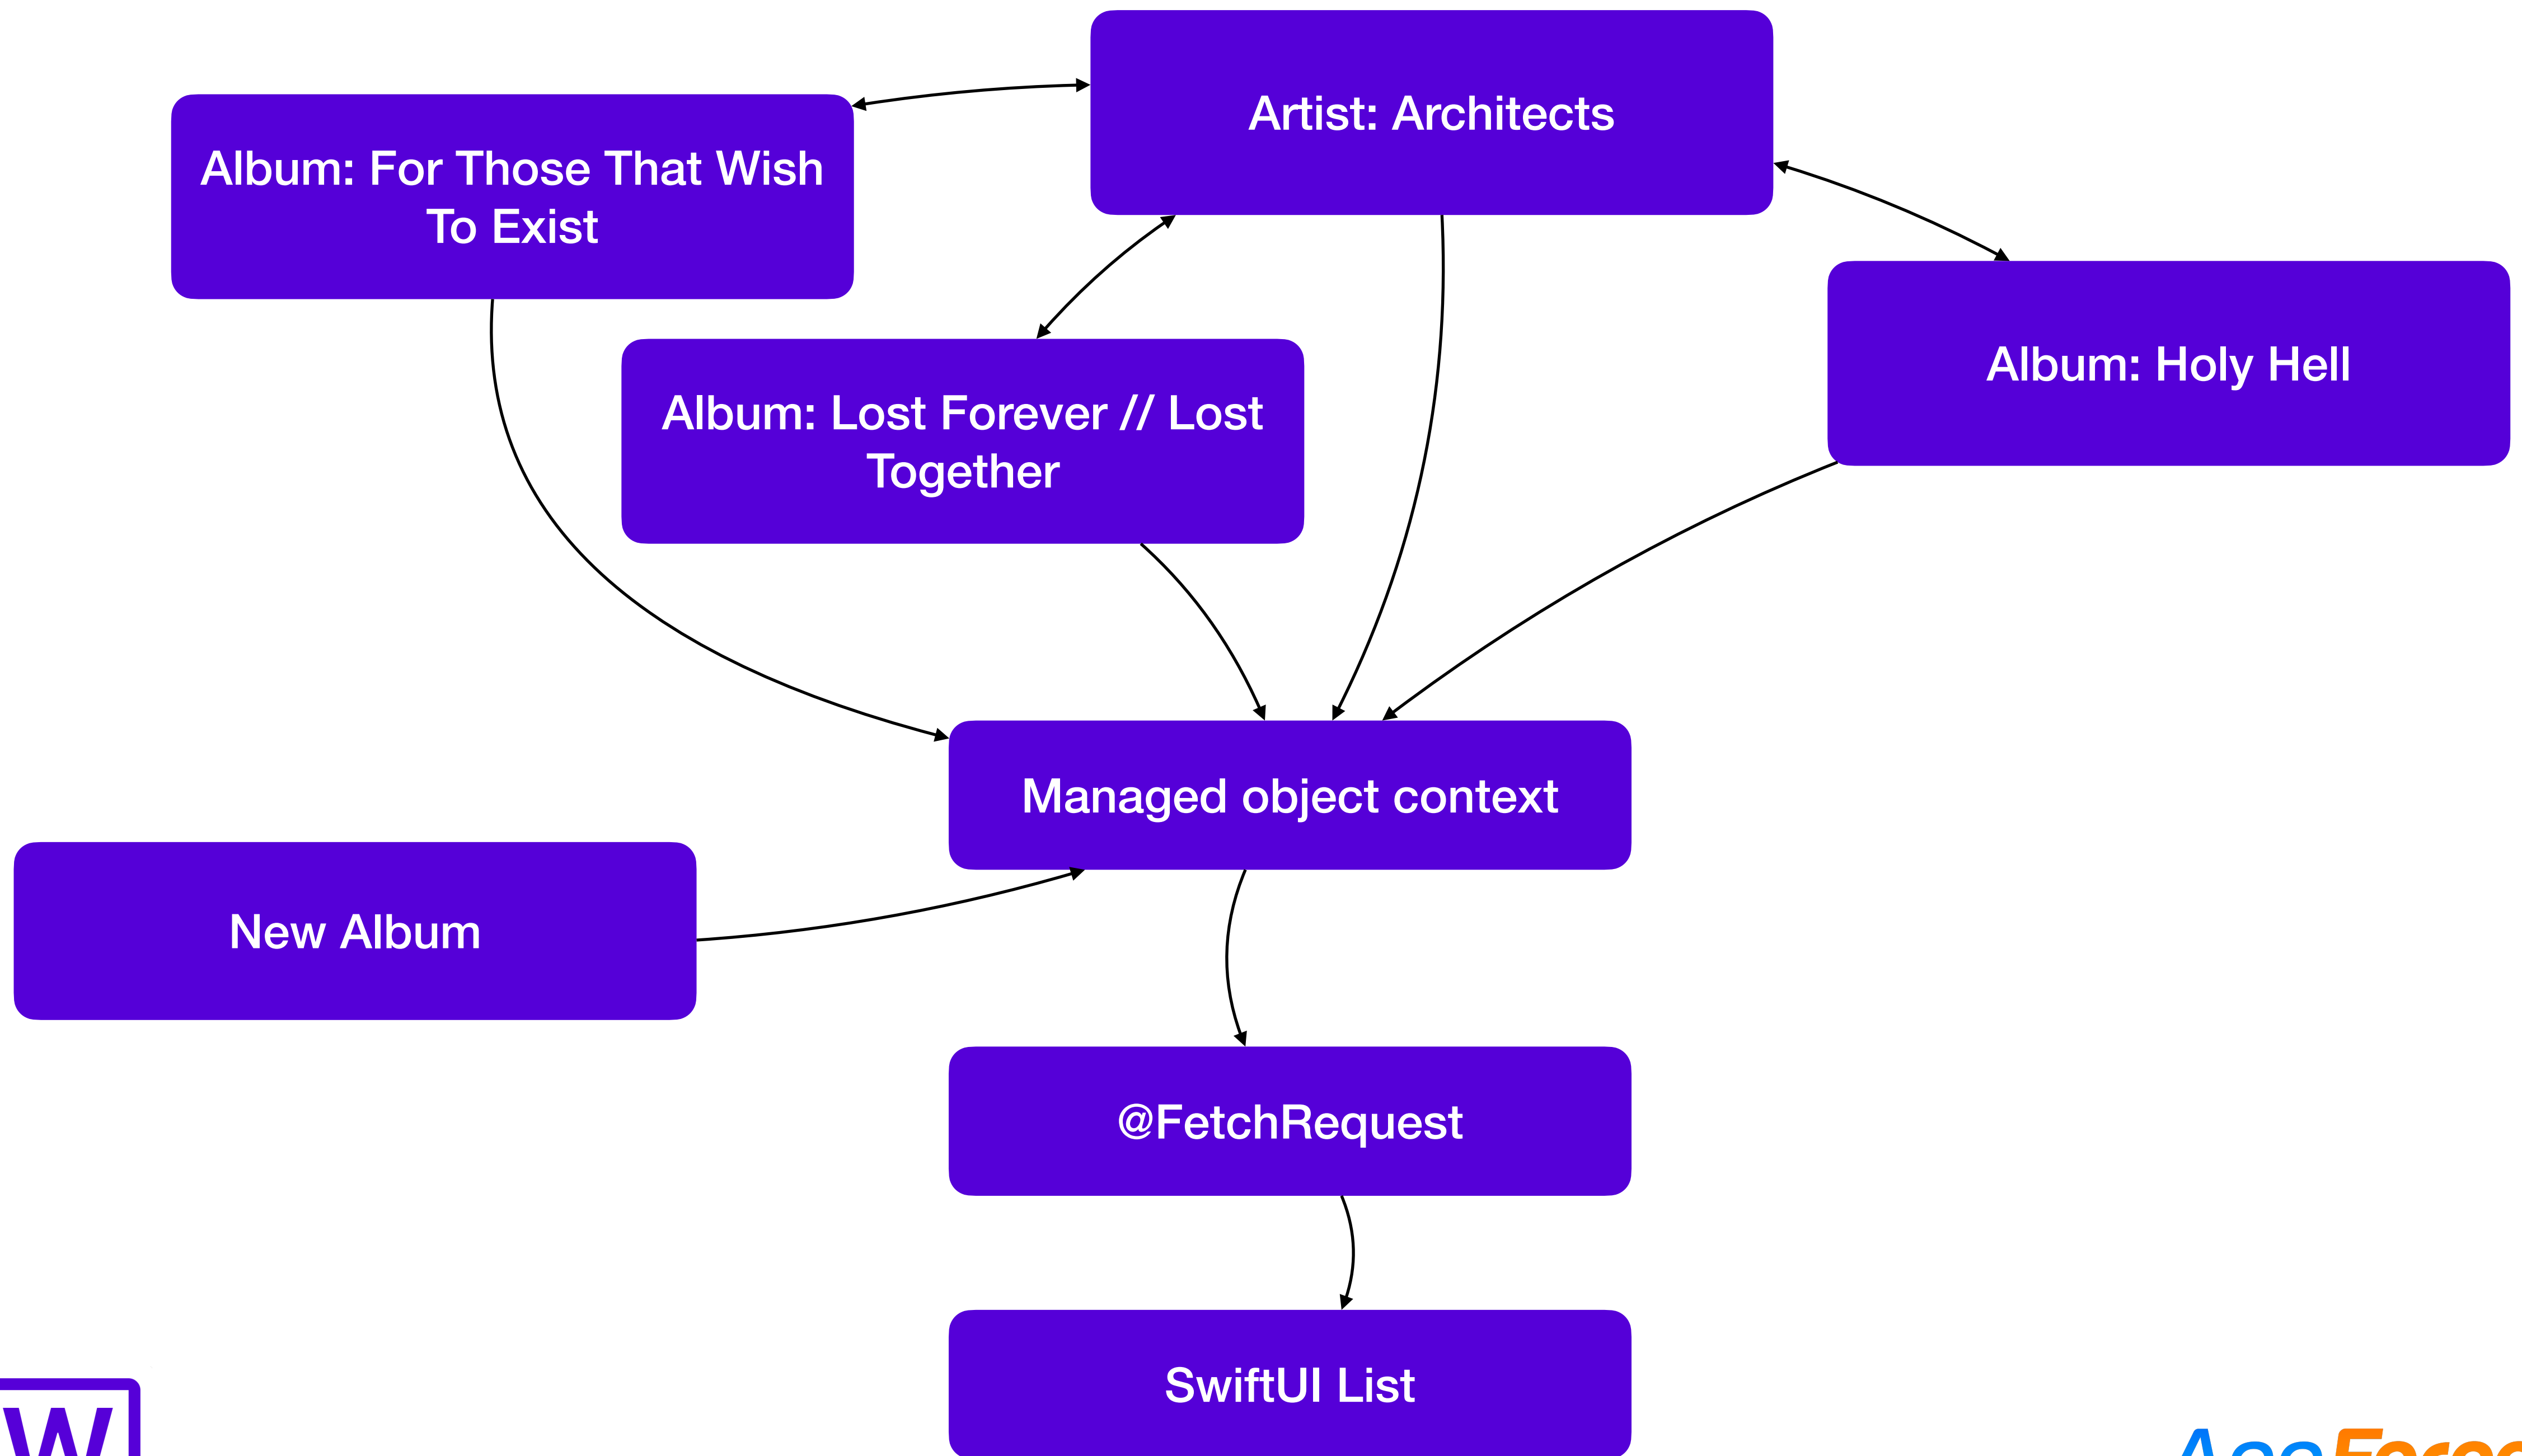 Artist: Architects
Album: For Those That Wish
To Exist
Album: Holy Hell
Album: Lost Forever // Lost
Together
Managed object context
New Album
@FetchRequest
SwiftUI List
W